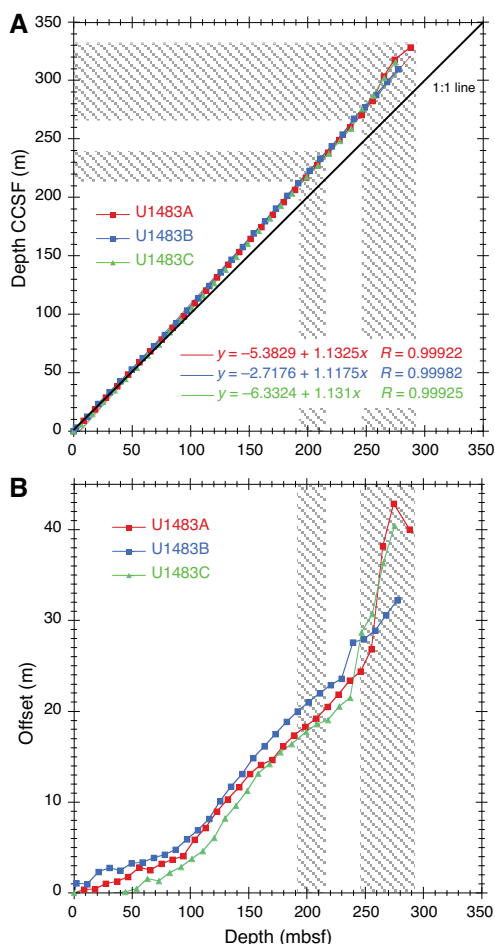 A
350
300
250
200
150
100
50
0
Depth CCSF (m)
1:1 line
U1483A
U1483B
U1483C
y = –5.3829 + 1.1325x R = 0.99922
y = –2.7176 + 1.1175x R = 0.99982
y = –6.3324 + 1.131x R = 0.99925
0 50 100 150 200 250 300 350
B
U1483A
U1483B
U1483C
40
30
20
10
0
Offset (m)
0 50 100 150 200 250 300 350
Depth (mbsf)